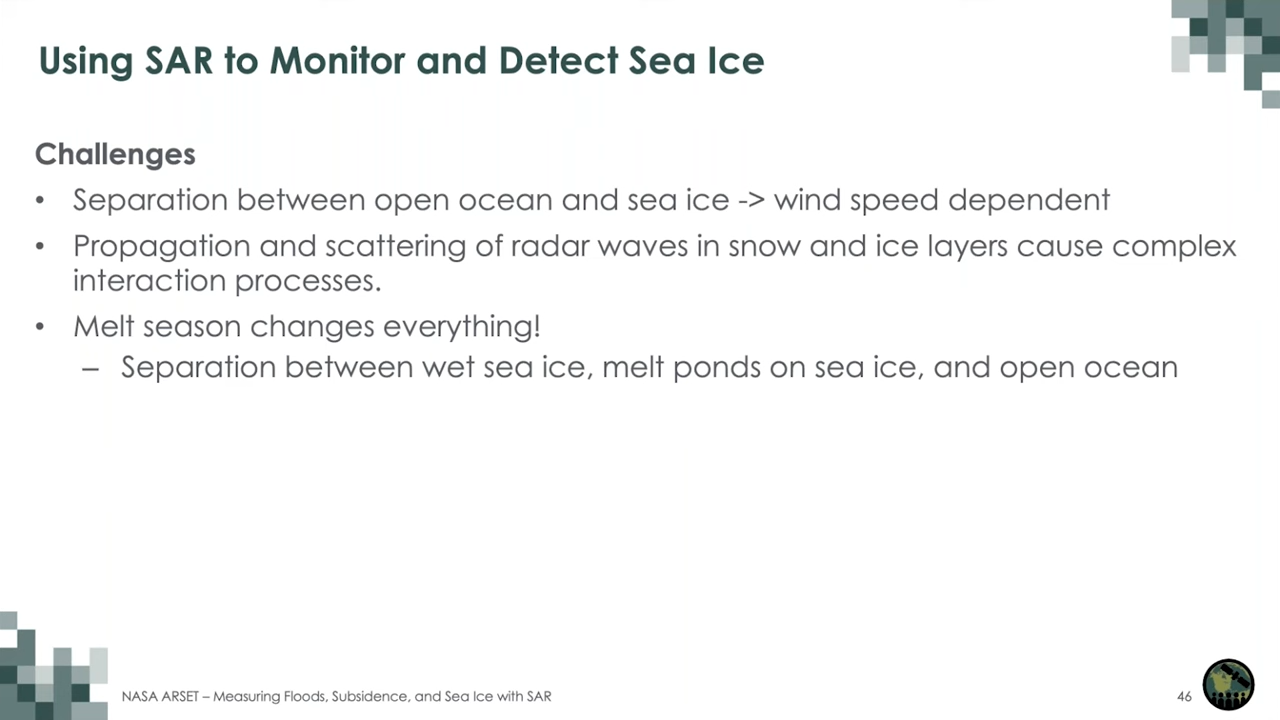 Using SAR to Monitor and Detect Sea Ice
Challenges
• Separation between open ocean and sea ice -> wind speed dependent
• Propagation and scattering of radar waves in snow and ice layers cause complex
interaction processes.
• Melt season changes everything!
– Separation between wet sea ice, melt ponds on sea ice, and open ocean
NASA ARSET – Measuring Floods, Subsidence, and Sea Ice with SAR
46